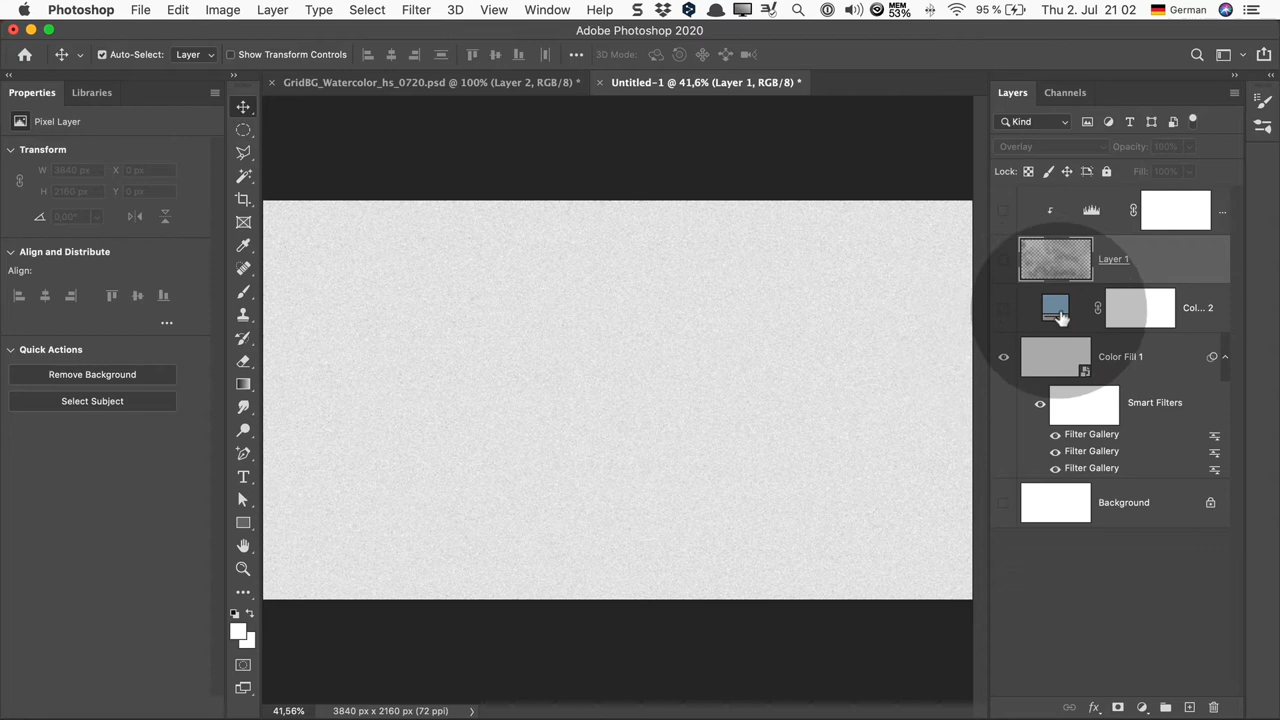 Photoshop File Edit Image Layer Type Select Filter 3D View Window Help MEM 53% 95 % Thu 2. Jul 21 02 German
Adobe Photoshop 2020
Auto-Select: Layer Show Transform Controls ••• 3D Mode:
Properties Libraries
× GridBG_Watercolor_hs_0720.psd @ 100% (Layer 2, RGB/8) *
× Untitled-1 @ 41,6% (Layer 1, RGB/8) *
Layers Channels
Pixel Layer
Transform
W 3840 px X 0 px
H 2160 px Y 0 px
0,00°
Align and Distribute
Align:
•••
Quick Actions
Remove Background
Select Subject
Kind
Overlay Opacity: 100%
Lock: Fill: 100%
...
Layer 1
Col... 2
Color Fill 1
Smart Filters
Filter Gallery
Filter Gallery
Filter Gallery
Background
41,56% 3840 px x 2160 px (72 ppi)